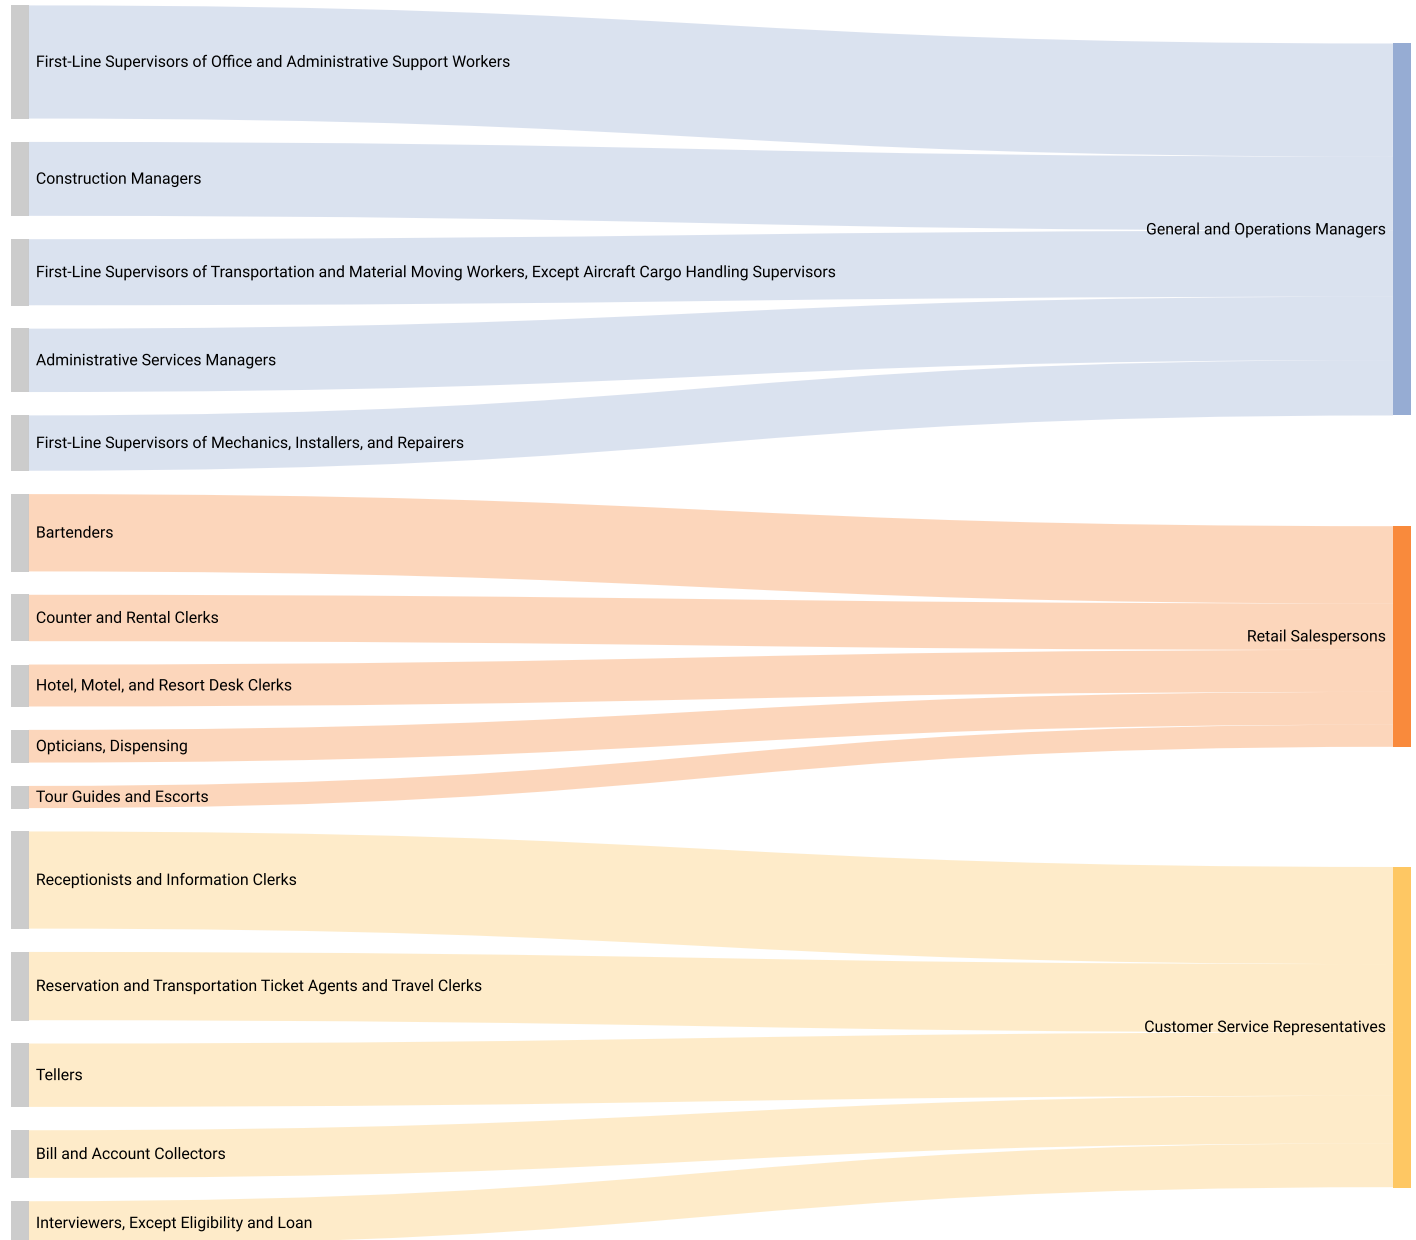 First-Line Supervisors of Office and Administrative Support Workers
Construction Managers
General and Operations Managers
First-Line Supervisors of Transportation and Material Moving Workers, Except Aircraft Cargo Handling Supervisors
Administrative Services Managers
First-Line Supervisors of Mechanics, Installers, and Repairers
Bartenders
Counter and Rental Clerks
Retail Salespersons
Hotel, Motel, and Resort Desk Clerks
Opticians, Dispensing
Tour Guides and Escorts
Receptionists and Information Clerks
Reservation and Transportation Ticket Agents and Travel Clerks
Customer Service Representatives
Tellers
Bill and Account Collectors
Interviewers, Except Eligibility and Loan